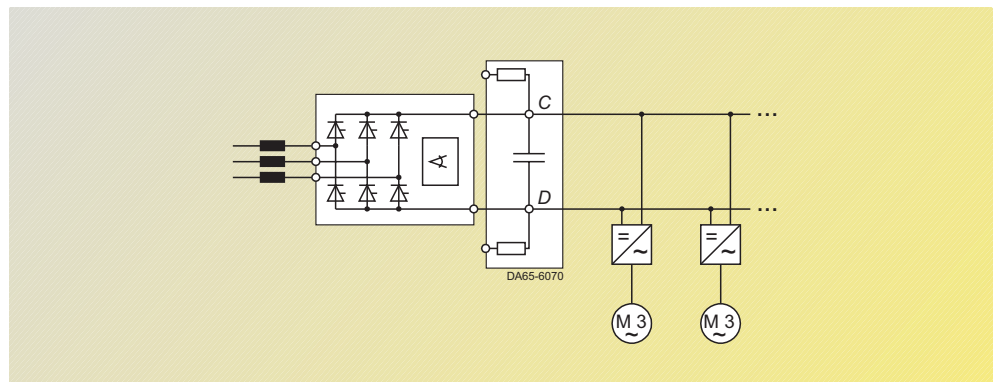 C
...
D
...
=
~
=
~
DA65-6070
M 3
~
M 3
~